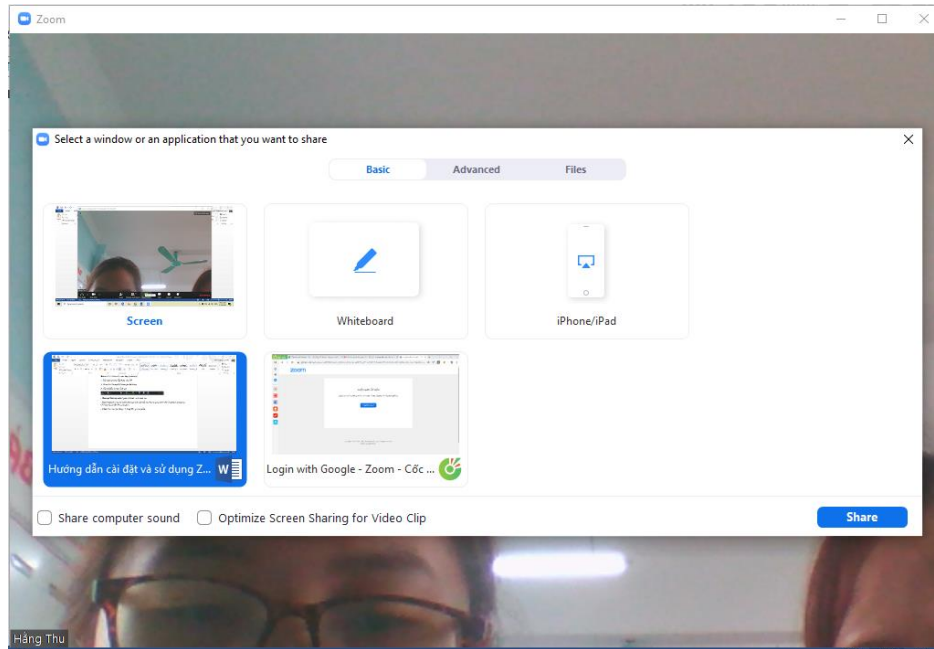 Zoom
Select a window or an application that you want to share
Basic
Advanced
Files
Screen
Whiteboard
iPhone/iPad
Hướng dẫn cài đặt và sử dụng Z...
W
zoom
Login with Google - Zoom - Cốc ...
Share computer sound
Optimize Screen Sharing for Video Clip
Share
Hằng Thu